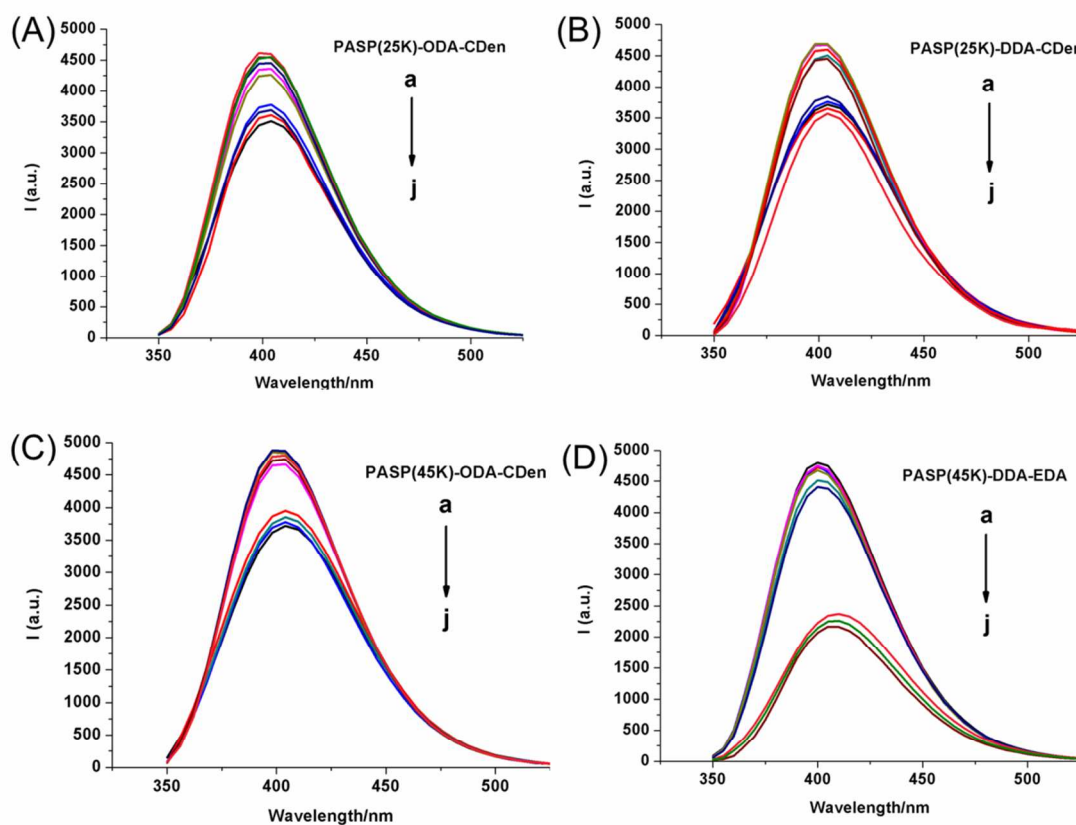 (A)
PASP(25K)-ODA-CDen
a
j
I (a.u.)
5000
4500
4000
3500
3000
2500
2000
1500
1000
500
0
350
400
450
500
Wavelength/nm
(B)
PASP(25K)-DDA-CDen
a
j
I (a.u.)
5000
4500
4000
3500
3000
2500
2000
1500
1000
500
0
350
400
450
500
Wavelength/nm
(C)
PASP(45K)-ODA-CDen
a
j
I (a.u.)
5000
4500
4000
3500
3000
2500
2000
1500
1000
500
0
350
400
450
500
Wavelength/nm
(D)
PASP(45K)-DDA-EDA
a
j
I (a.u.)
5000
4500
4000
3500
3000
2500
2000
1500
1000
500
0
350
400
450
500
Wavelength/nm